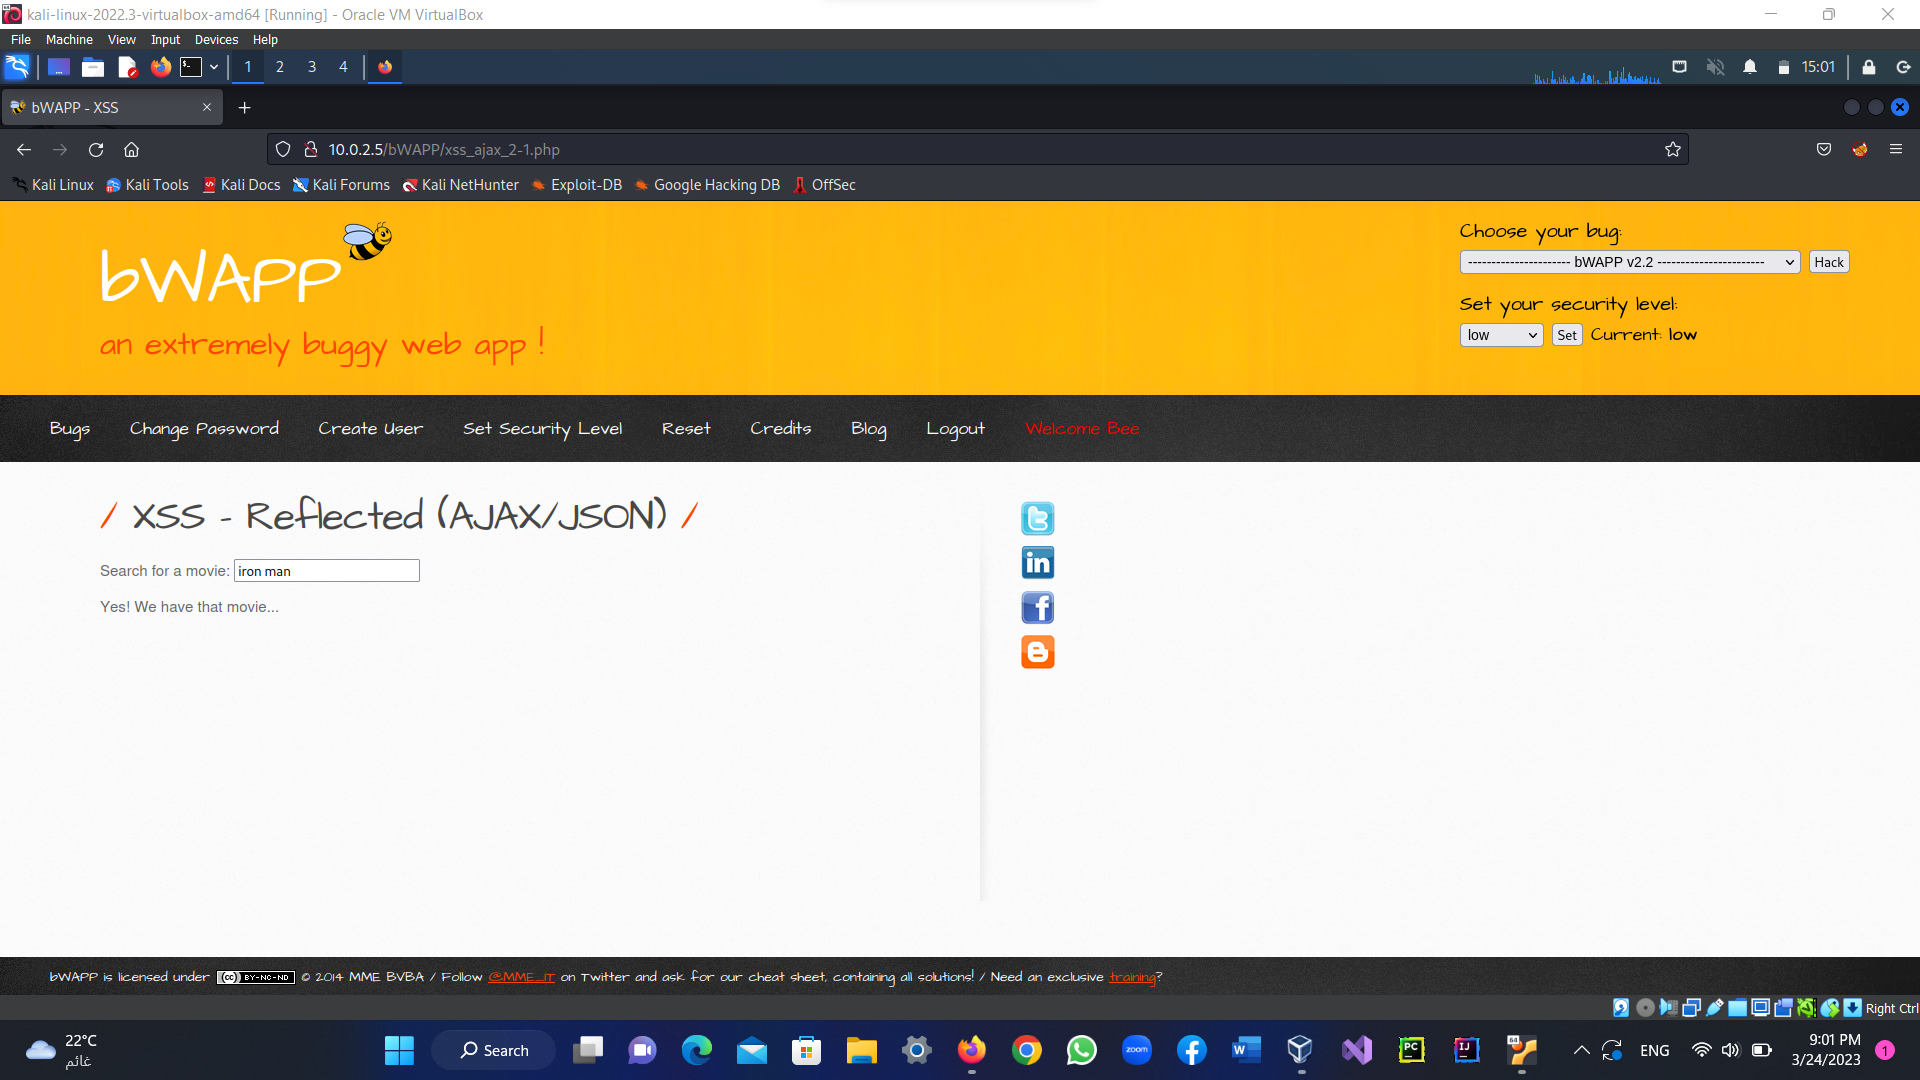 kali-linux-2022.3-virtualbox-amd64 [Running] - Oracle VM VirtualBox
File Machine View Input Devices Help
1 2 3 4 15:01
bWAPP - XSS
10.0.2.5/bWAPP/xss_ajax_2-1.php
Kali Linux Kali Tools Kali Docs Kali Forums Kali NetHunter Exploit-DB Google Hacking DB OffSec
bWAPP
an extremely buggy web app !
Choose your bug:
---------------------- bWAPP v2.2 ----------------------- Hack
Set your security level:
low Set Current: low
Bugs Change Password Create User Set Security Level Reset Credits Blog Logout Welcome Bee
/ XSS - Reflected (AJAX/JSON) /
Search for a movie: iron man
Yes! We have that movie...
bWAPP is licensed under (cc) BY-NC-ND © 2014 MME BVBA / Follow @MME_IT on Twitter and ask for our cheat sheet, containing all solutions! / Need an exclusive training?
Right Ctrl
22°C
غائم
Search
zoom
ENG
9:01 PM
3/24/2023
1